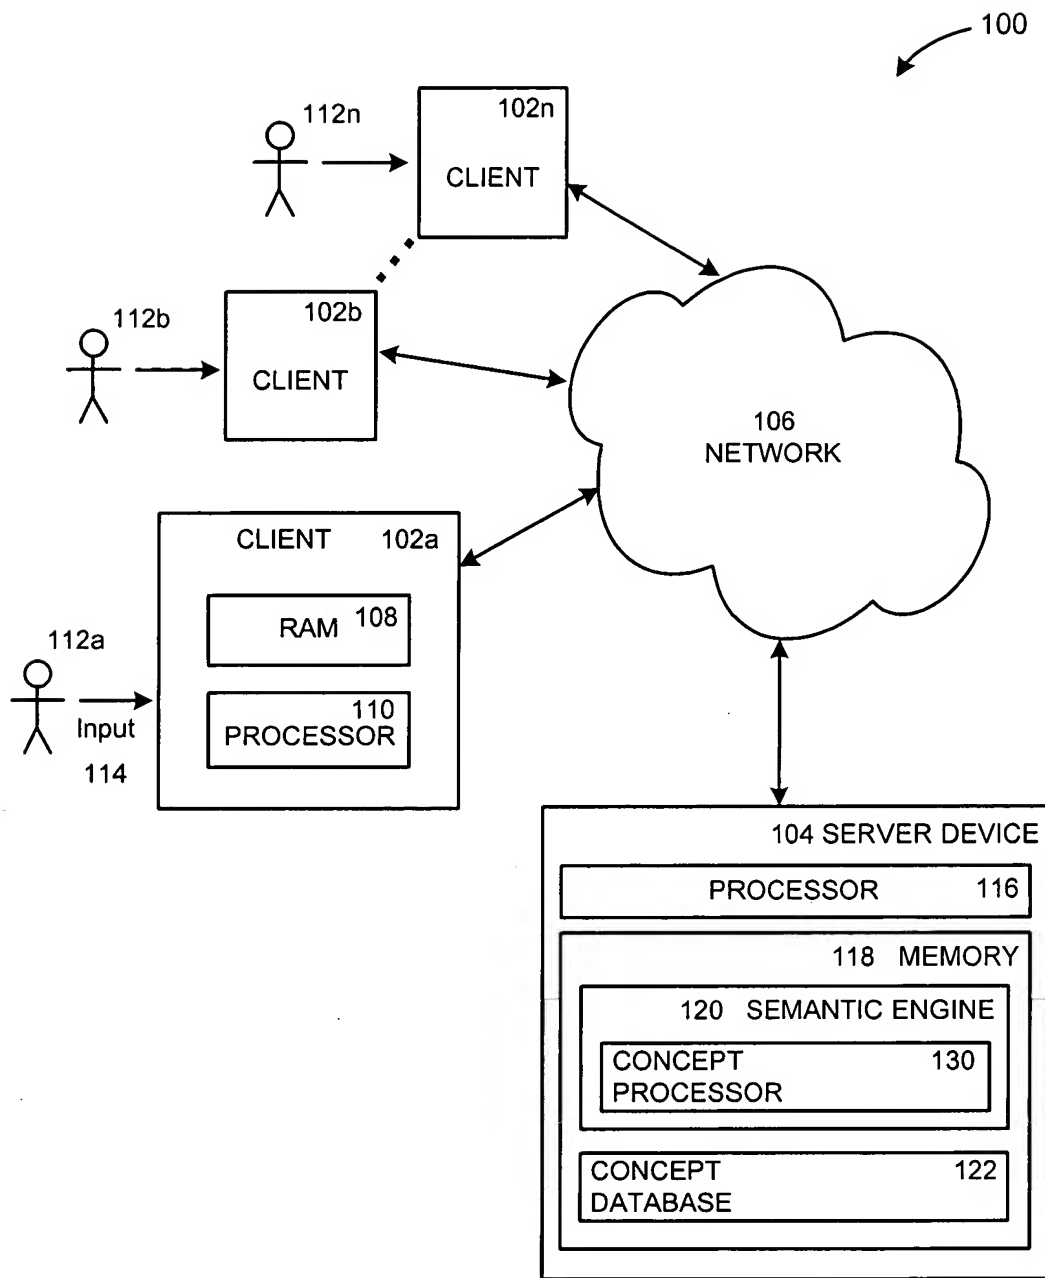 100
112n
102n
CLIENT
112b
102b
CLIENT
106
NETWORK
CLIENT 102a
RAM 108
112a
110
PROCESSOR
Input
114
104 SERVER DEVICE
PROCESSOR 116
118 MEMORY
120 SEMANTIC ENGINE
CONCEPT 130
PROCESSOR
CONCEPT 122
DATABASE